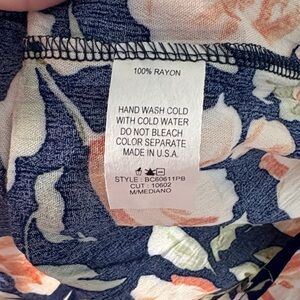 100% RAYON
HAND WASH COLD
WITH COLD WATER
DO NOT BLEACH
COLOR SEPARATE
MADE IN U.S.A.
STYLE : BC60611PB
CUT : 10602
M/MEDIANO